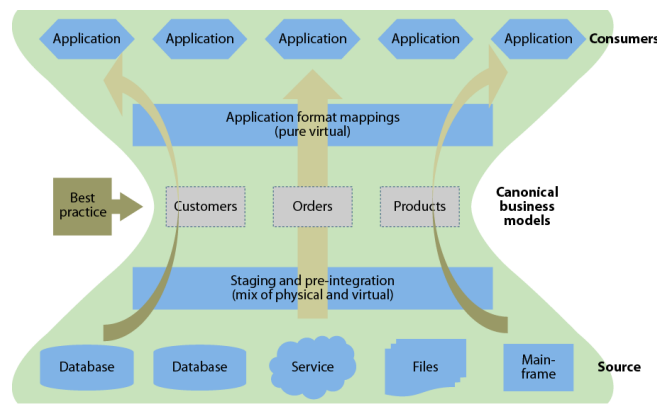 Application
Application
Application
Application
Application
Consumers
Application format mappings
(pure virtual)
Best
practice
Customers
Orders
Products
Canonical
business
models
Staging and pre-integration
(mix of physical and virtual)
Database
Database
Service
Files
Main-
frame
Source